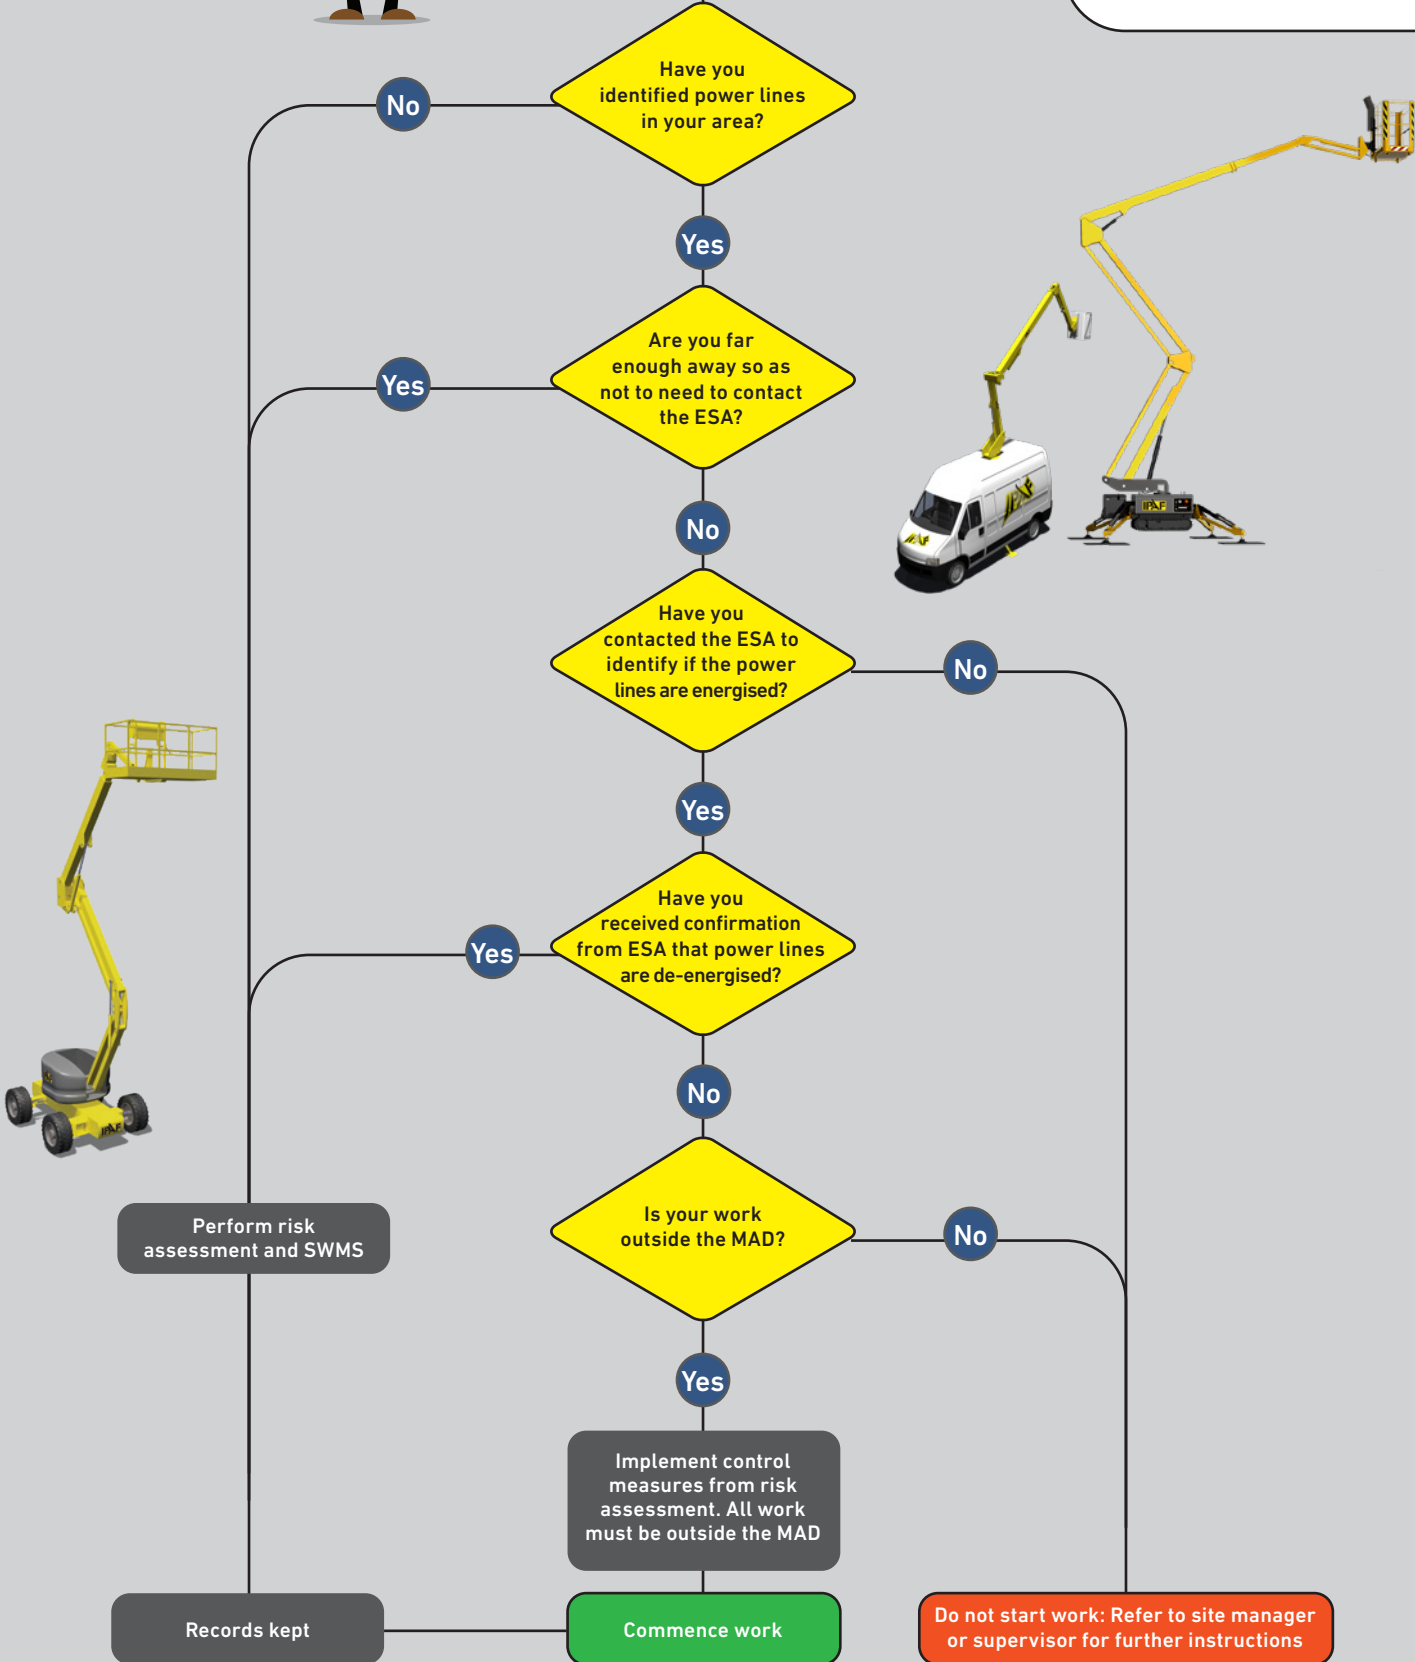 Have you
identified power lines
in your area?
No
Yes
Are you far
enough away so as
not to need to contact
the ESA?
Yes
No
IPAF
IPAF
IPAF
Have you
contacted the ESA to
identify if the power
lines are energised?
No
Yes
Have you
received confirmation
from ESA that power lines
are de-energised?
Yes
No
IPAF
Perform risk
assessment and SWMS
Is your work
outside the MAD?
No
Yes
Implement control
measures from risk
assessment. All work
must be outside the MAD
Records kept
Commence work
Do not start work: Refer to site manager
or supervisor for further instructions